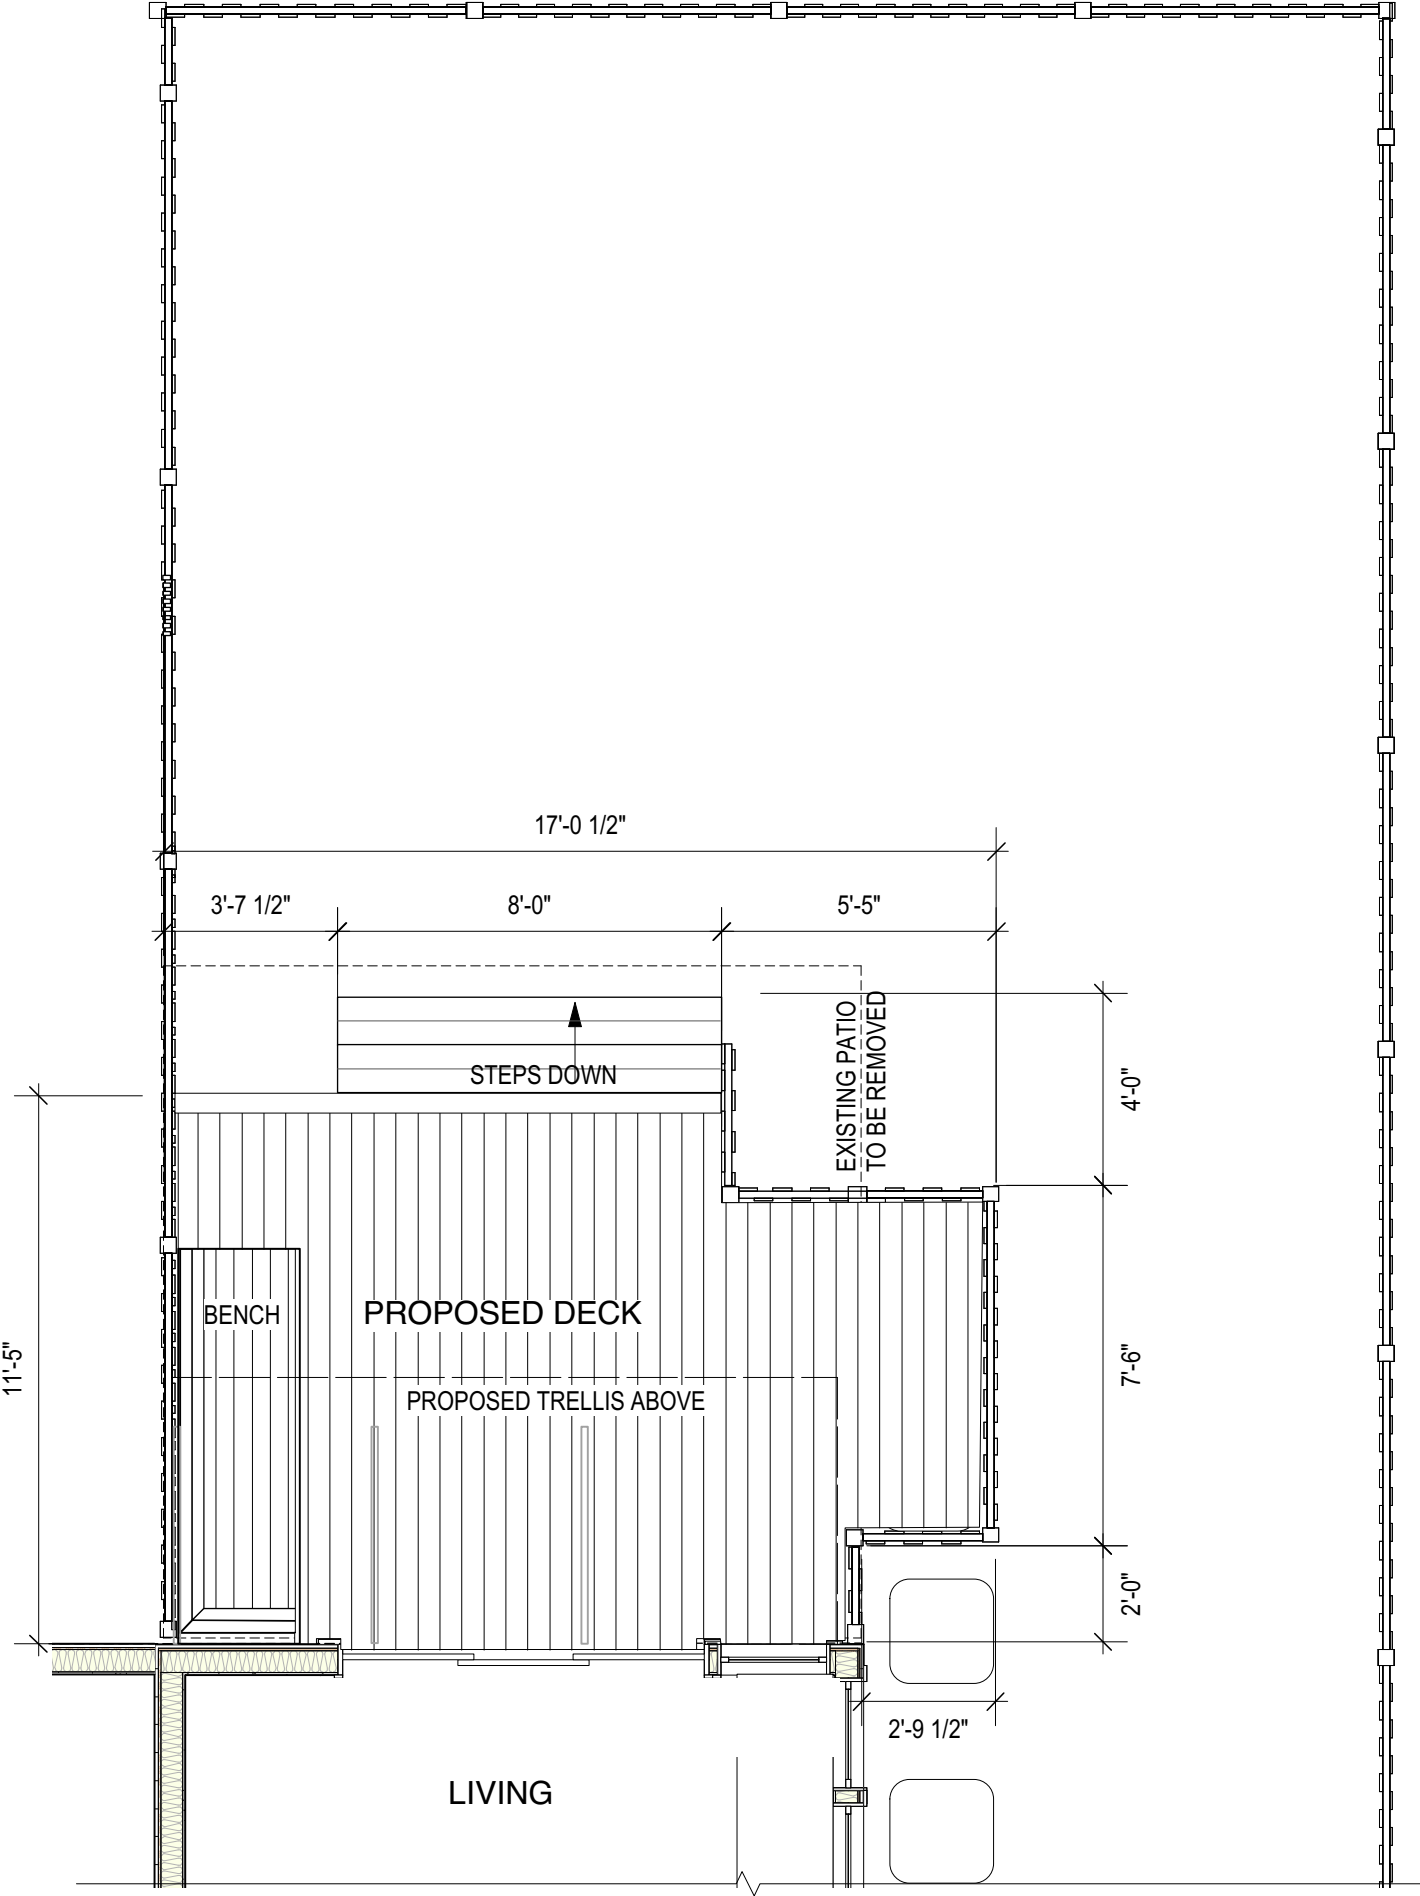 17'-0 1/2"
3'-7 1/2"
8'-0"
5'-5"
EXISTING PATIO
TO BE REMOVED
STEPS DOWN
4'-0"
BENCH
PROPOSED DECK
11'-5"
7'-6"
PROPOSED TRELLIS ABOVE
2'-0"
2'-9 1/2"
LIVING